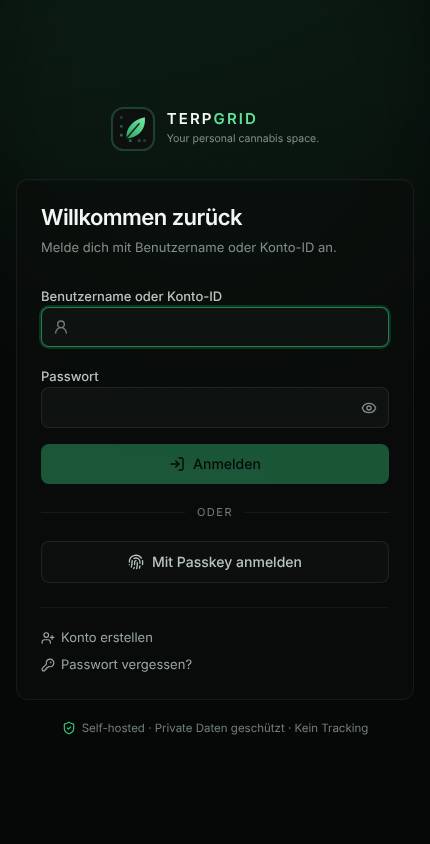 TERPGRID
Your personal cannabis space.
Willkommen zurück
Melde dich mit Benutzername oder Konto-ID an.
Benutzername oder Konto-ID
Passwort
Anmelden
ODER
Mit Passkey anmelden
Konto erstellen
Passwort vergessen?
Self-hosted · Private Daten geschützt · Kein Tracking